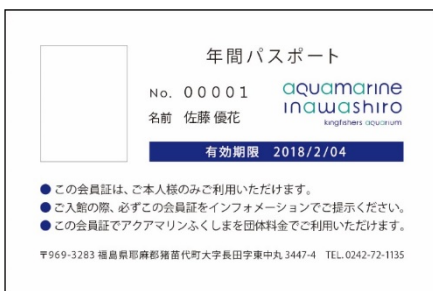 年間パスポート
No. 00001
名前 佐藤 優花
aquamarine
inawashiro
kingfishers aquarium
有効期限 2018/2/04
● この会員証は、ご本人様のみご利用いただけます。
● ご入館の際、必ずこの会員証をインフォメーションでご提示ください。
● この会員証でアクアマリンふくしまを団体料金でご利用いただけます。
〒969-3283 福島県耶麻郡猪苗代町大字長田字東中丸 3447-4 TEL.0242-72-1135